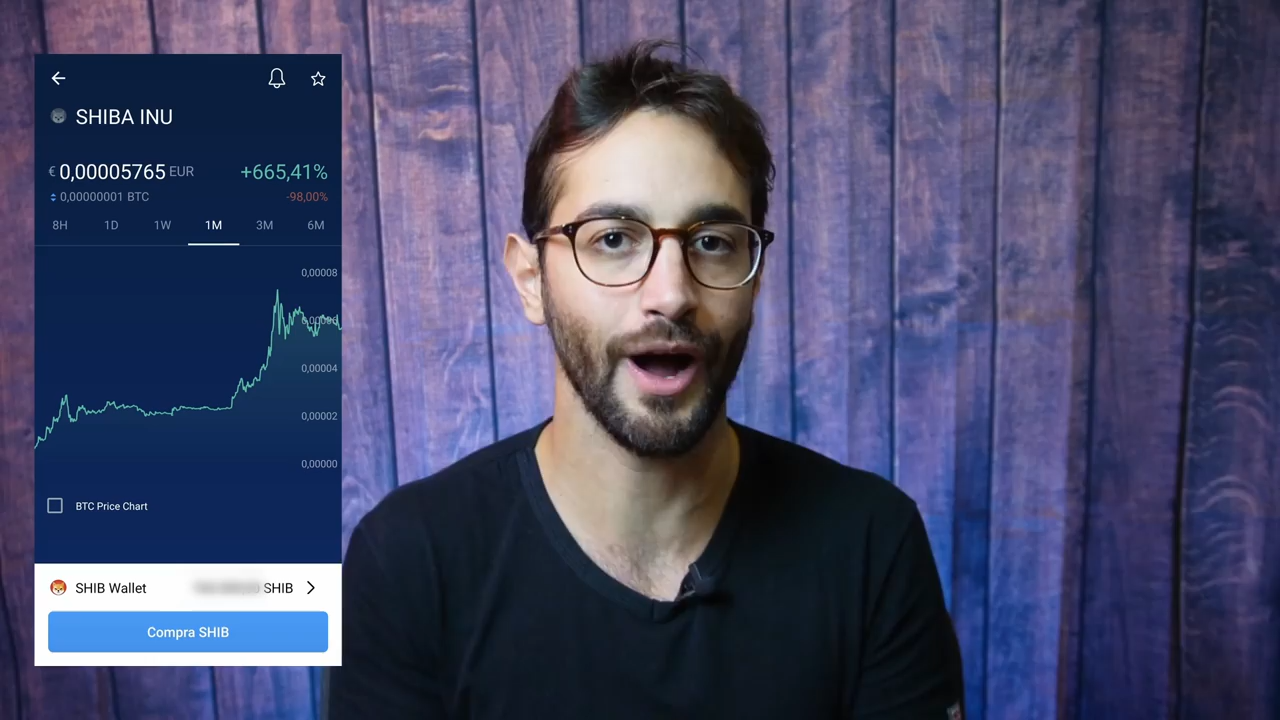 SHIBA INU
€ 0,00005765 EUR +665,41%
0,00000001 BTC -98,00%
8H 1D 1W 1M 3M 6M
0,00008
0,00004
0,00002
0,00000
BTC Price Chart
SHIB Wallet SHIB
Compra SHIB